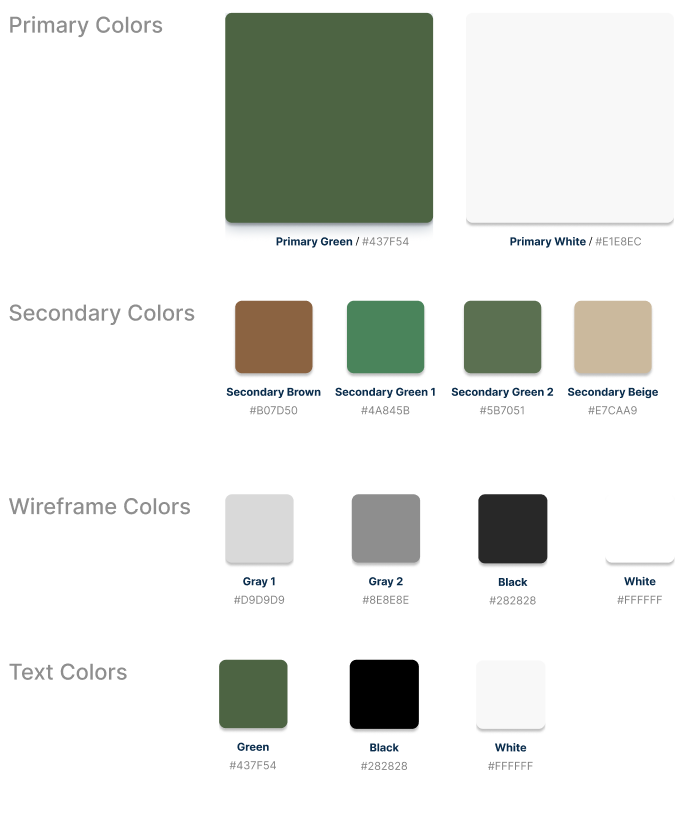 Primary Colors
Primary Green / #437F54
Primary White / #E1E8EC
Secondary Colors
Secondary Brown
#B07D50
Secondary Green 1
#4A845B
Secondary Green 2
#5B7051
Secondary Beige
#E7CAA9
Wireframe Colors
Gray 1
#D9D9D9
Gray 2
#8E8E8E
Black
#282828
White
#FFFFFF
Text Colors
Green
#437F54
Black
#282828
White
#FFFFFF